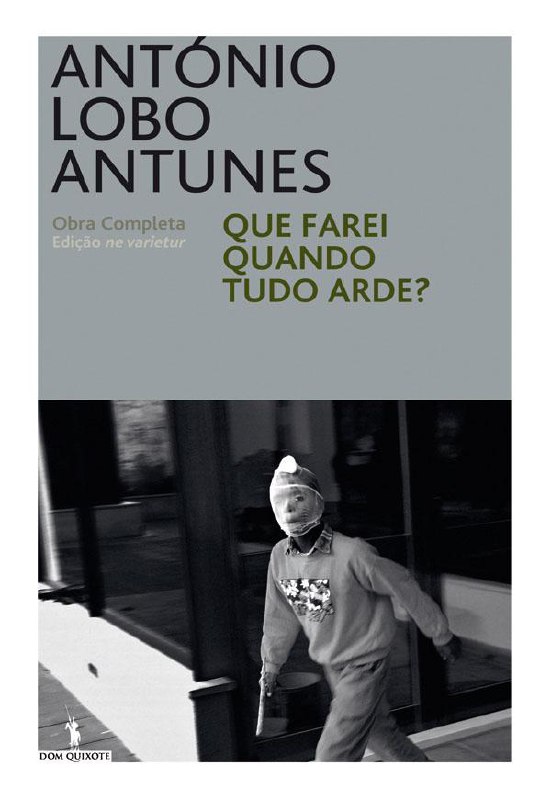 ANTÓNIO
LOBO
ANTUNES
Obra Completa
Edição ne varietur
QUE FAREI
QUANDO
TUDO ARDE?
DOM QUIXOTE